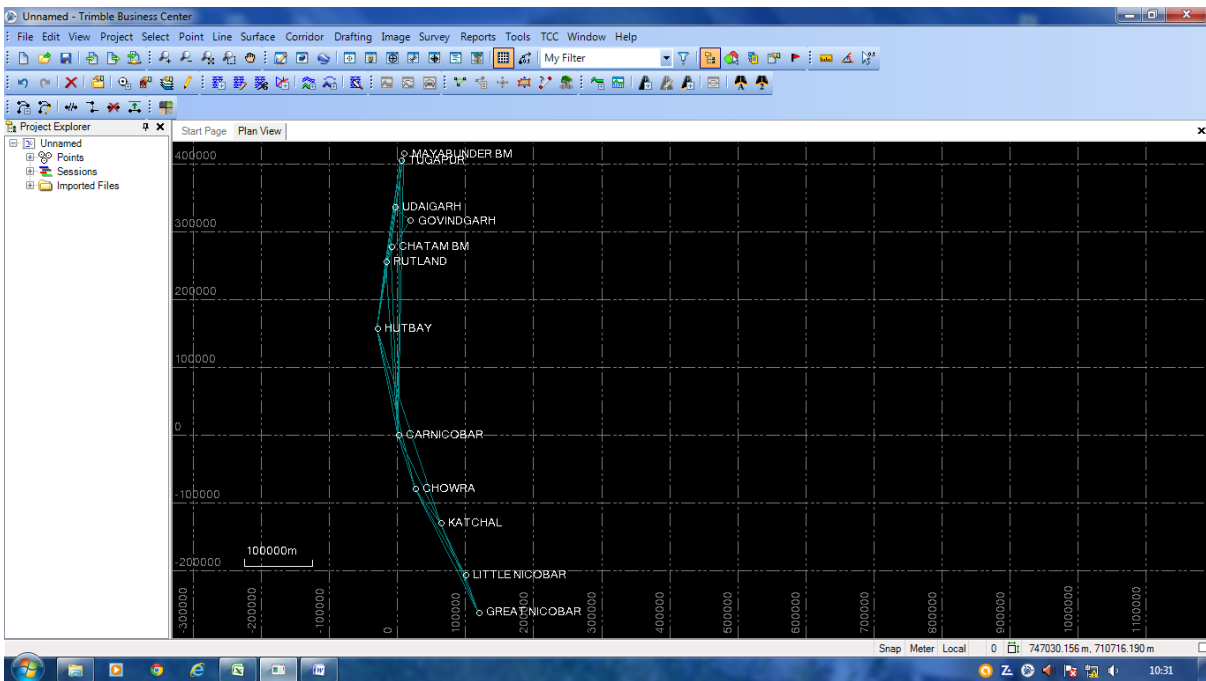 Unnamed - Trimble Business Center
File Edit View Project Select Point Line Surface Corridor Drafting Image Survey Reports Tools TCC Window Help
My Filter
Project Explorer
Start Page Plan View
Unnamed
Points
Sessions
Imported Files
400000
MAYABUNDER BM
TUGAPUR
UDAIGARH
300000
GOVINDGARH
CHATAM BM
RUTLAND
200000
HUTBAY
100000
0
CARNICOBAR
CHOWRA
-100000
KATCHAL
100000m
-200000
LITTLE NICOBAR
GREAT NICOBAR
-300000 -200000 -100000 0 100000 200000 300000 400000 500000 600000 700000 800000 900000 1000000 1100000
Snap Meter Local 0 747030.156 m, 710716.190 m
10:31